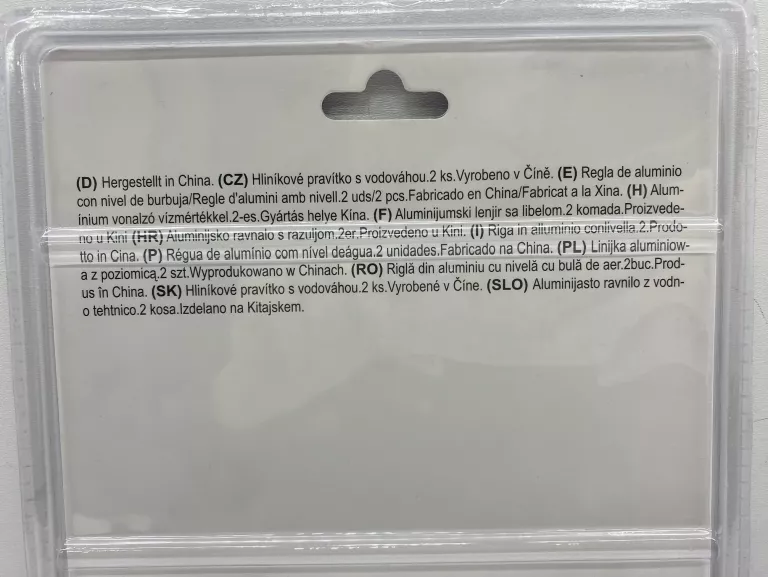 (D) Hergestellt in China. (CZ) Hliníkové pravítko s vodováhou.2 ks.Vyrobeno v Číně. (E) Regla de aluminio
con nivel de burbuja/Regle d'alumini amb nivell.2 uds/2 pcs.Fabricado en China/Fabricat a la Xina. (H) Alum-
inium vonalzó vízmértékkel.2-es.Gyártás helye Kína. (F) Aluminijumski lenjir sa libelom.2 komada.Proizvede-
no u Kini (HR) Aluminijsko ravnalo s razuljom.2er.Proizvedeno u Kini. (I) Riga in alluminio conlivella.2.Prodo-
tto in Cina. (P) Régua de alumínio com nível deágua.2 unidades.Fabricado na China. (PL) Linijka aluminiow-
a z poziomicą.2 szt.Wyprodukowano w Chinach. (RO) Riglă din aluminiu cu nivelă cu bulă de aer.2buc.Prod-
us în China. (SK) Hliníkové pravítko s vodováhou.2 ks.Vyrobené v Číne. (SLO) Aluminijasto ravnilo z vodn-
o tehtnico.2 kosa.Izdelano na Kitajskem.